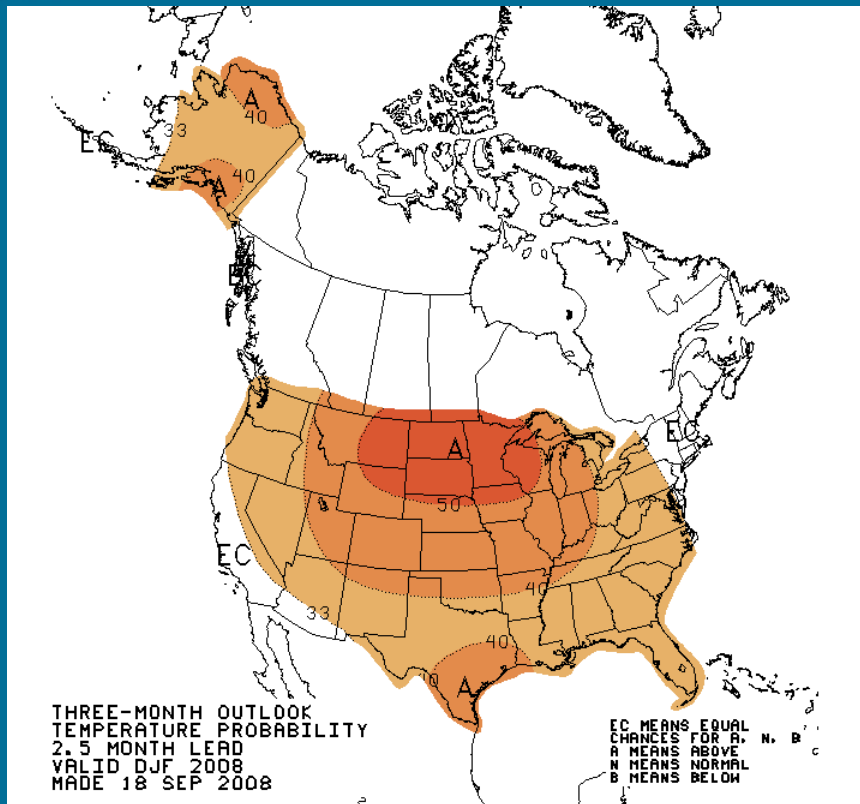 A
40
33
EC
40
A
E
EC
A
50
EC
40
33
40
40
A
THREE-MONTH OUTLOOK
TEMPERATURE PROBABILITY
2.5 MONTH LEAD
VALID DJF 2008
MADE 18 SEP 2008
EC MEANS EQUAL
CHANCES FOR A, N, B
A MEANS ABOVE
N MEANS NORMAL
B MEANS BELOW